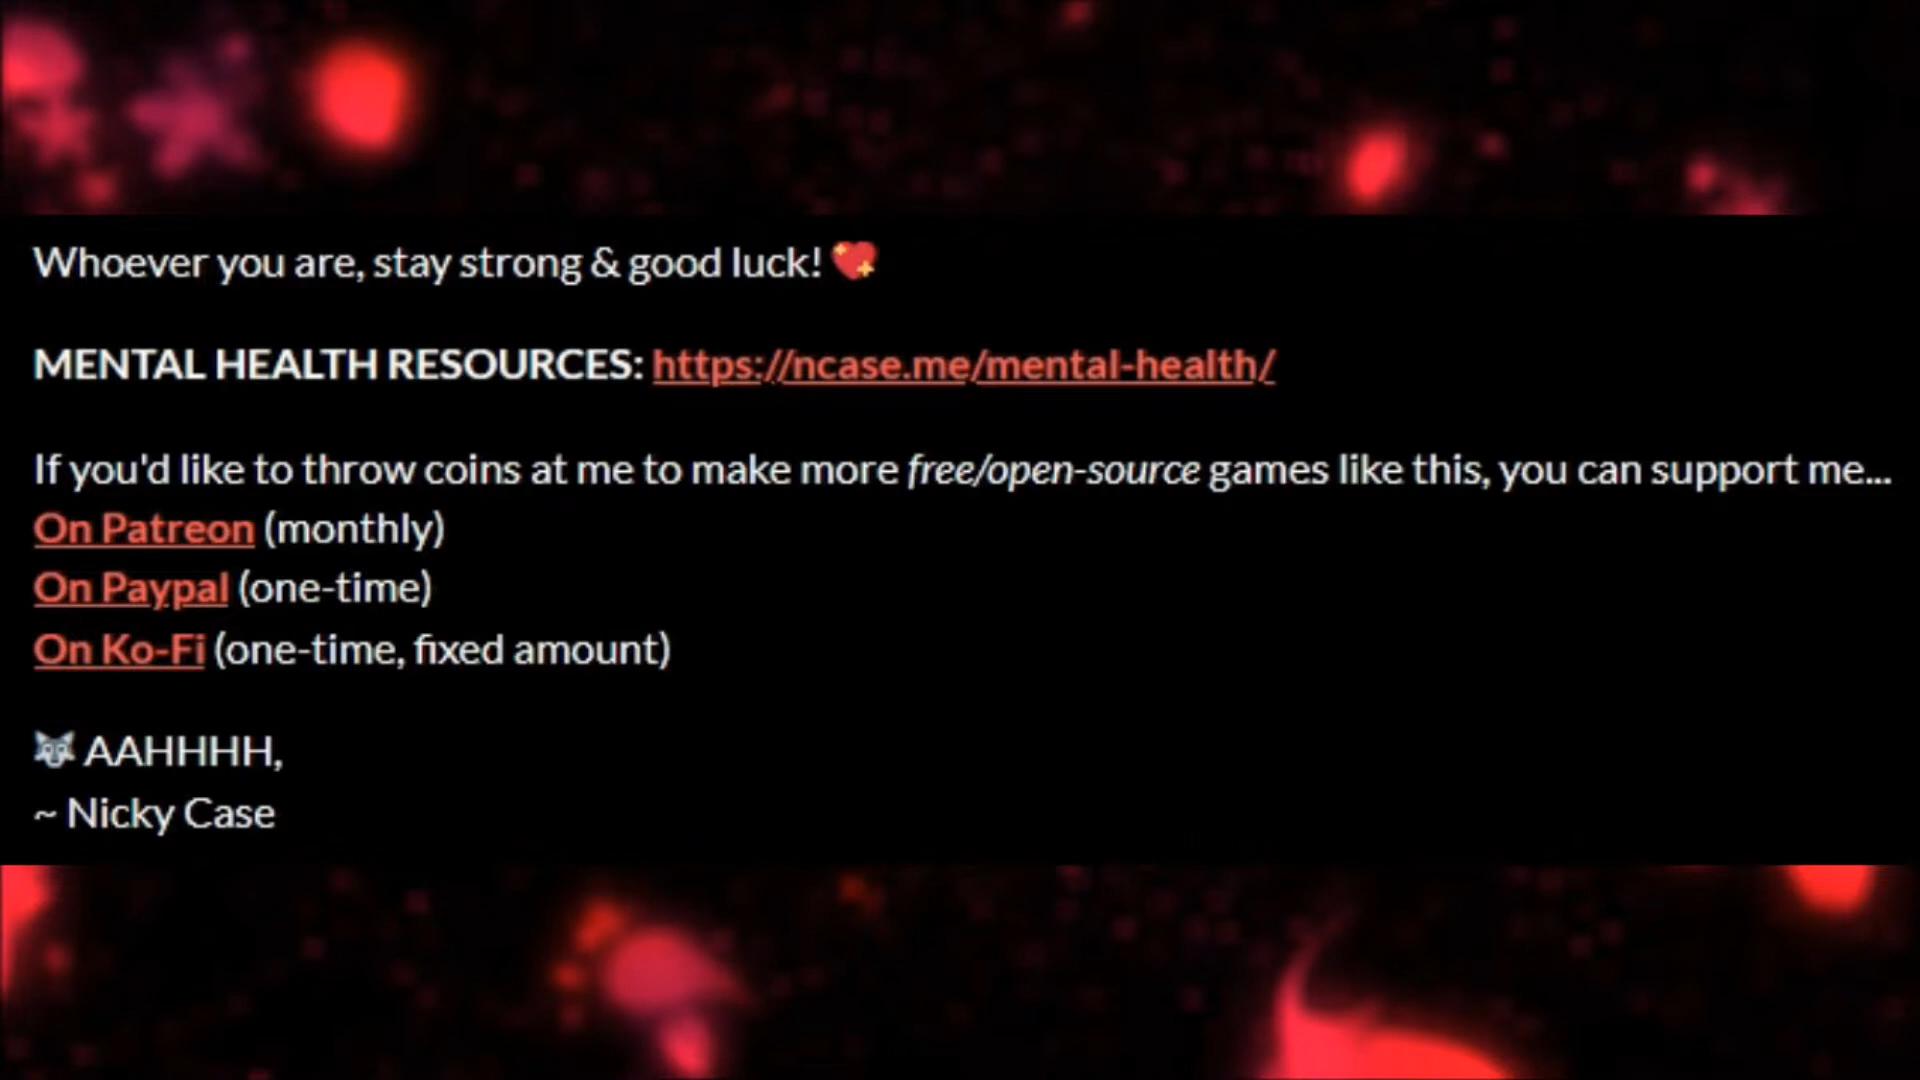 Whoever you are, stay strong & good luck! 💖
MENTAL HEALTH RESOURCES: https://ncase.me/mental-health/
If you'd like to throw coins at me to make more free/open-source games like this, you can support me...
On Patreon (monthly)
On Paypal (one-time)
On Ko-Fi (one-time, fixed amount)
🐺 AAHHHH,
~ Nicky Case